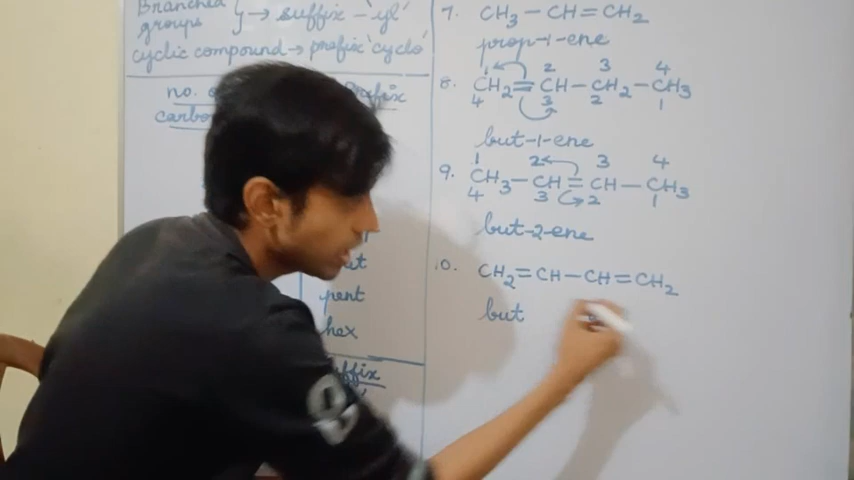 Branched
groups } → suffix - 'yl'
cyclic compound → prefix 'cyclo'
no.
prefix
carbo
pent
hex
suffix
7. CH3 - CH = CH2
prop-1-ene
1 2 3 4
8. CH2 = CH - CH2 - CH3
4 3 2 1
but-1-ene
1 2 3 4
9. CH3 - CH = CH - CH3
4 3 2 1
but-2-ene
10. CH2 = CH - CH = CH2
but